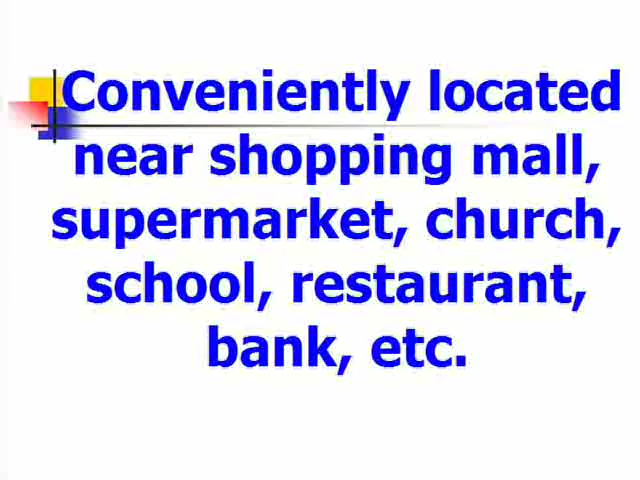 Conveniently located
near shopping mall,
supermarket, church,
school, restaurant,
bank, etc.